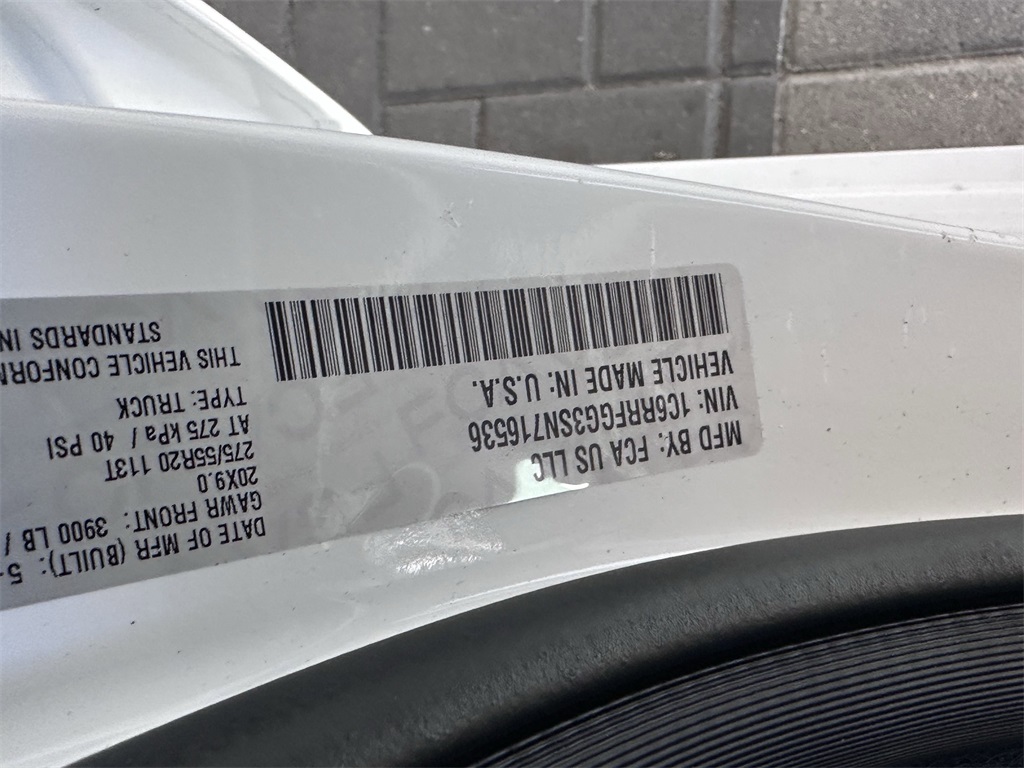 MFD BY: FCA US LLC
VIN: 1C6RRFGG3SN716536
VEHICLE MADE IN: U.S.A.
DATE OF MFR (BUILT): 5-
GAWR FRONT: 3900 LB /
20X9.0
275/55R20 113T
AT 275 kPa / 40 PSI
TYPE: TRUCK
THIS VEHICLE CONFORM
STANDARDS IN